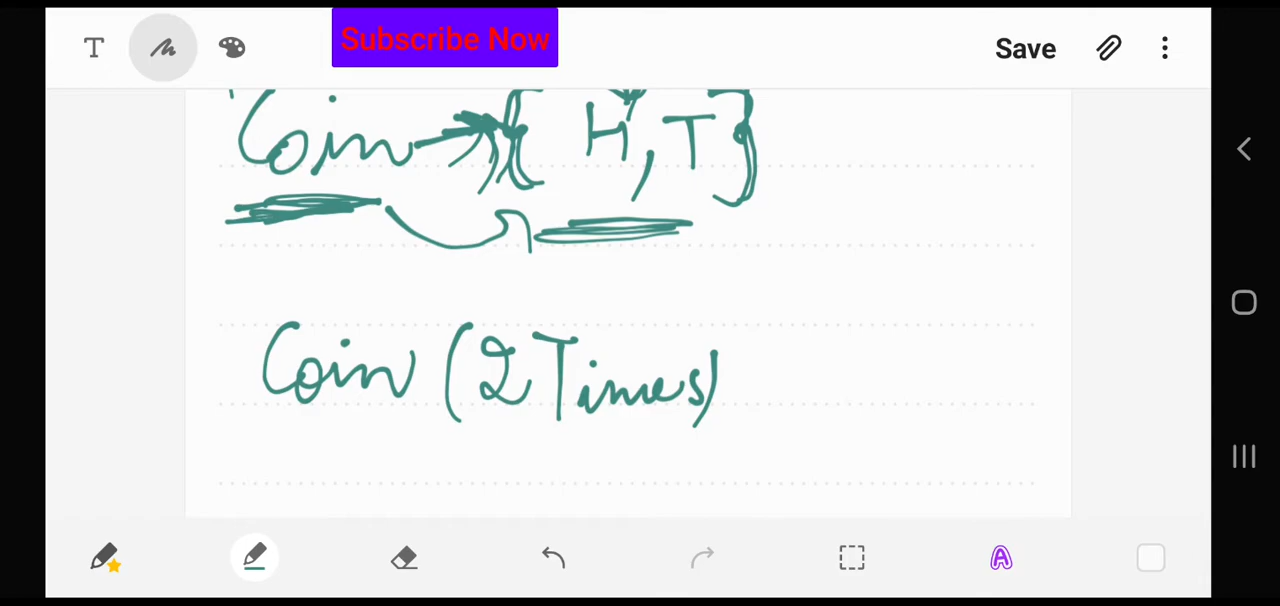 T
Subscribe Now
Save
Coin → { H, T }
Coin (2 Times)
A